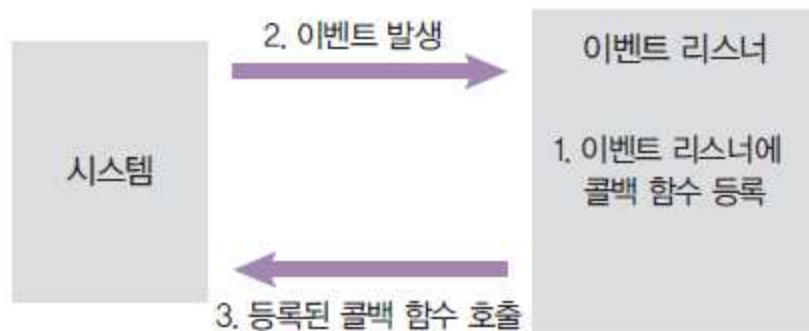 2. 이벤트 발생
이벤트 리스너
시스템
1. 이벤트 리스너에
콜백 함수 등록
3. 등록된 콜백 함수 호출